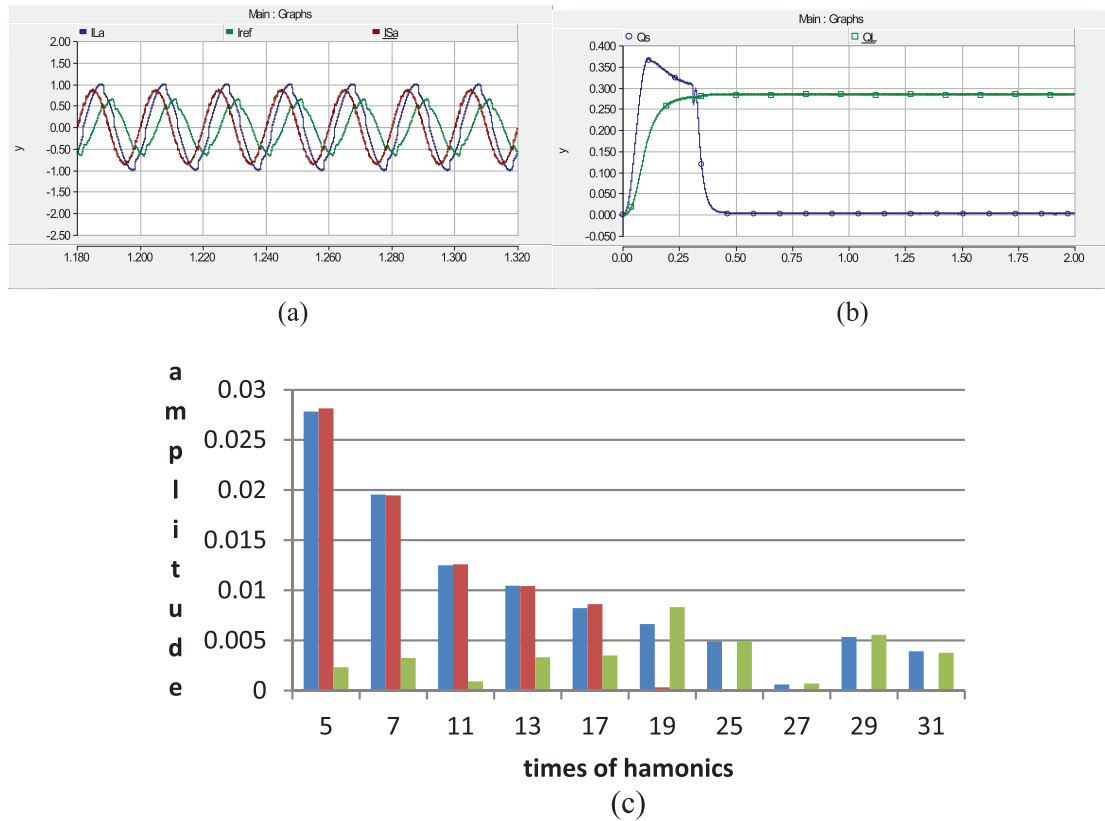 Main : Graphs
ILa Iref ISa
2.00
1.50
1.00
0.50
0.00
-0.50
-1.00
-1.50
-2.00
-2.50
y
1.180 1.200 1.220 1.240 1.260 1.280 1.300 1.320
(a)
Main : Graphs
Qs QL
0.400
0.350
0.300
0.250
0.200
0.150
0.100
0.050
0.000
-0.050
y
0.00 0.25 0.50 0.75 1.00 1.25 1.50 1.75 2.00
(b)
amplitude
0.03
0.025
0.02
0.015
0.01
0.005
0
5 7 11 13 17 19 25 27 29 31
times of hamonics
(c)